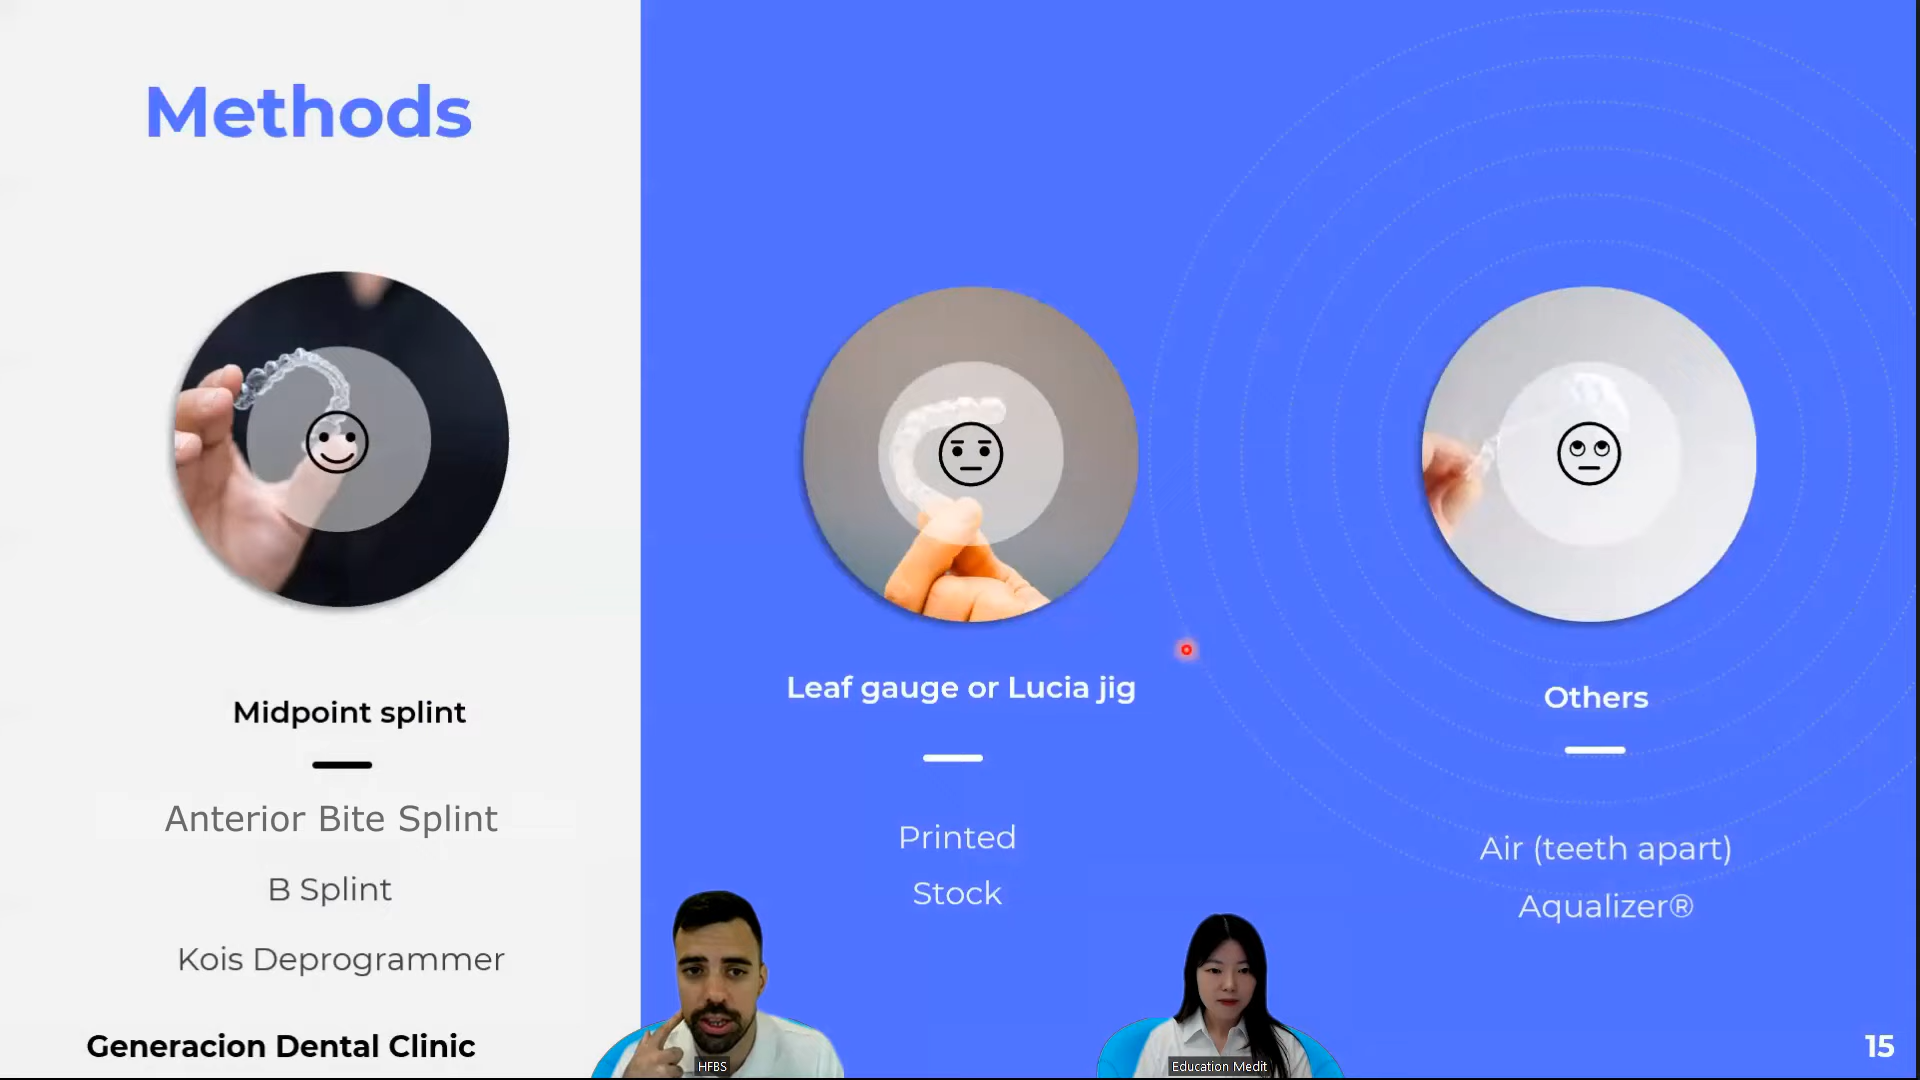 Methods
Midpoint splint
Anterior Bite Splint
B Splint
Kois Deprogrammer
Generacion Dental Clinic
Leaf gauge or Lucia jig
Printed
Stock
Others
Air (teeth apart)
Aqualizer®
HFBS
Education Medit
15